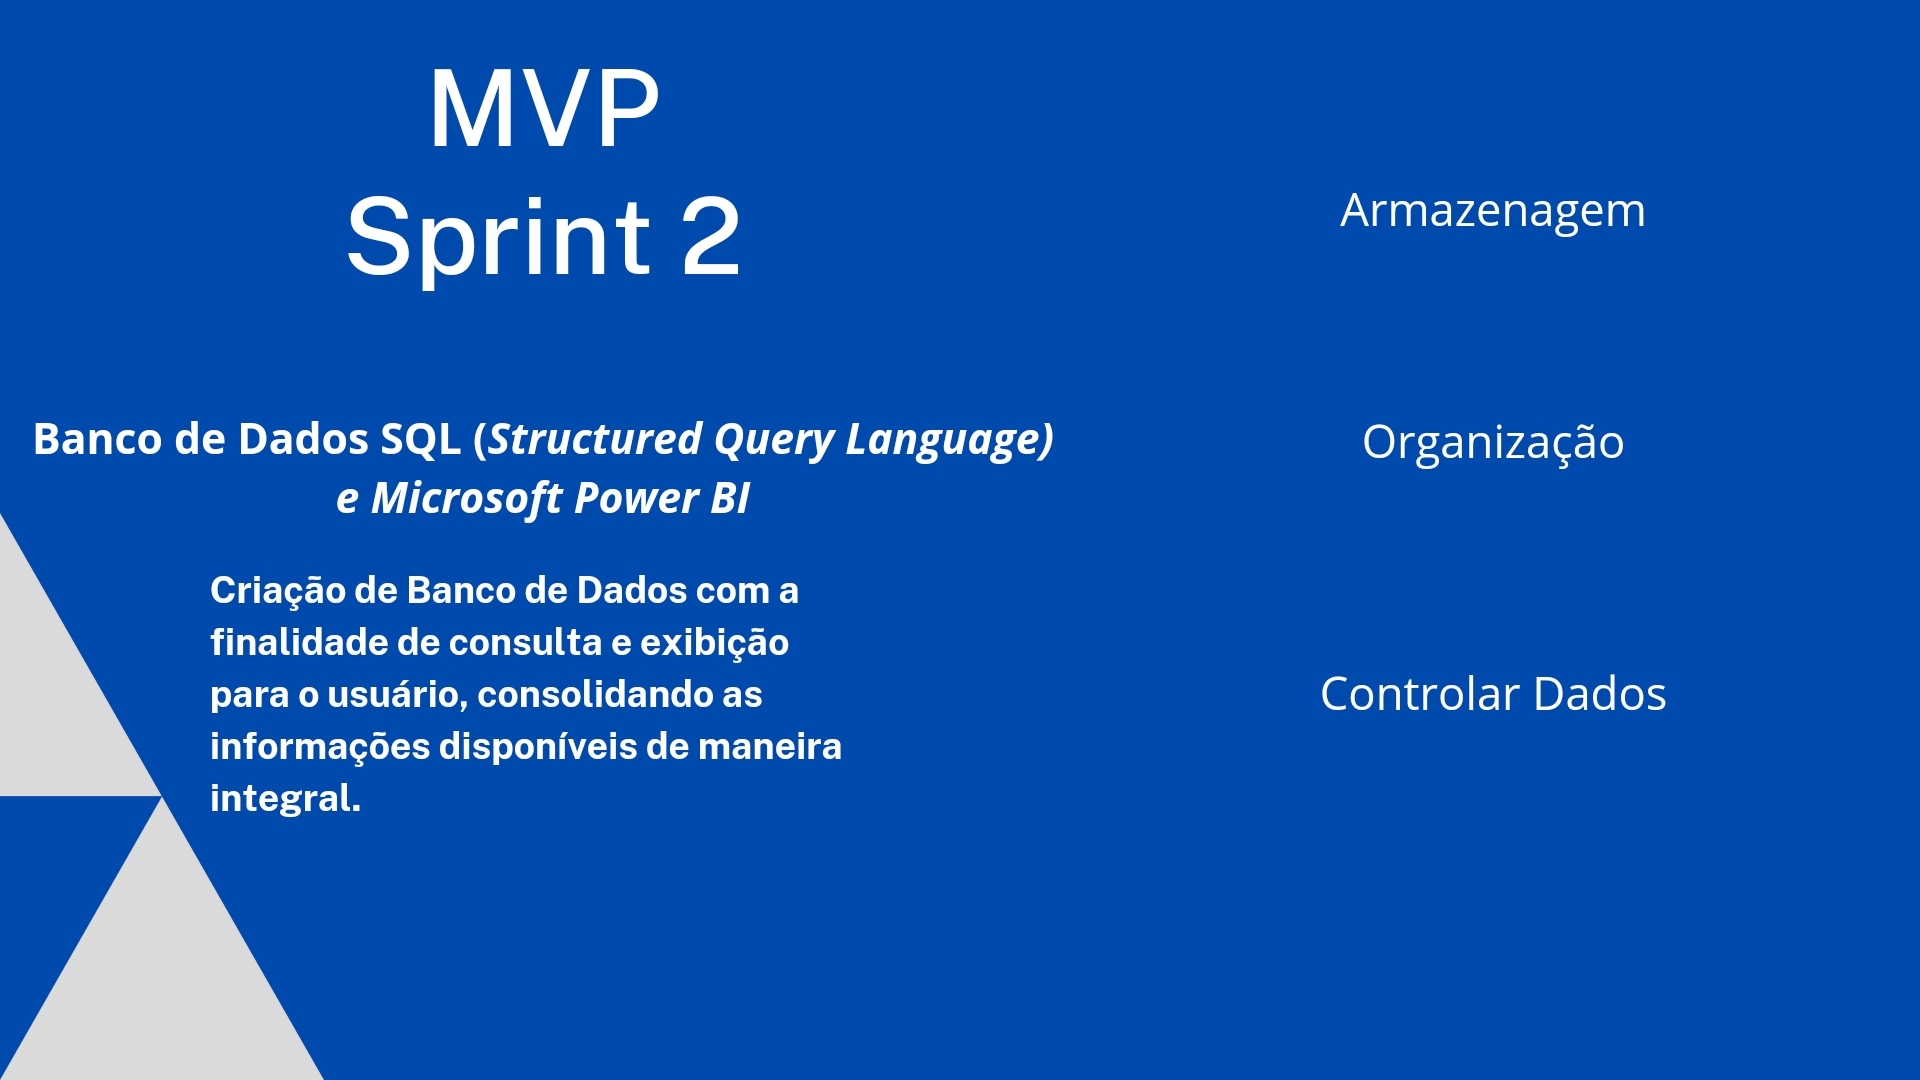 MVP
Sprint 2
Banco de Dados SQL (Structured Query Language)
e Microsoft Power BI
Criação de Banco de Dados com a
finalidade de consulta e exibição
para o usuário, consolidando as
informações disponíveis de maneira
integral.
Armazenagem
Organização
Controlar Dados